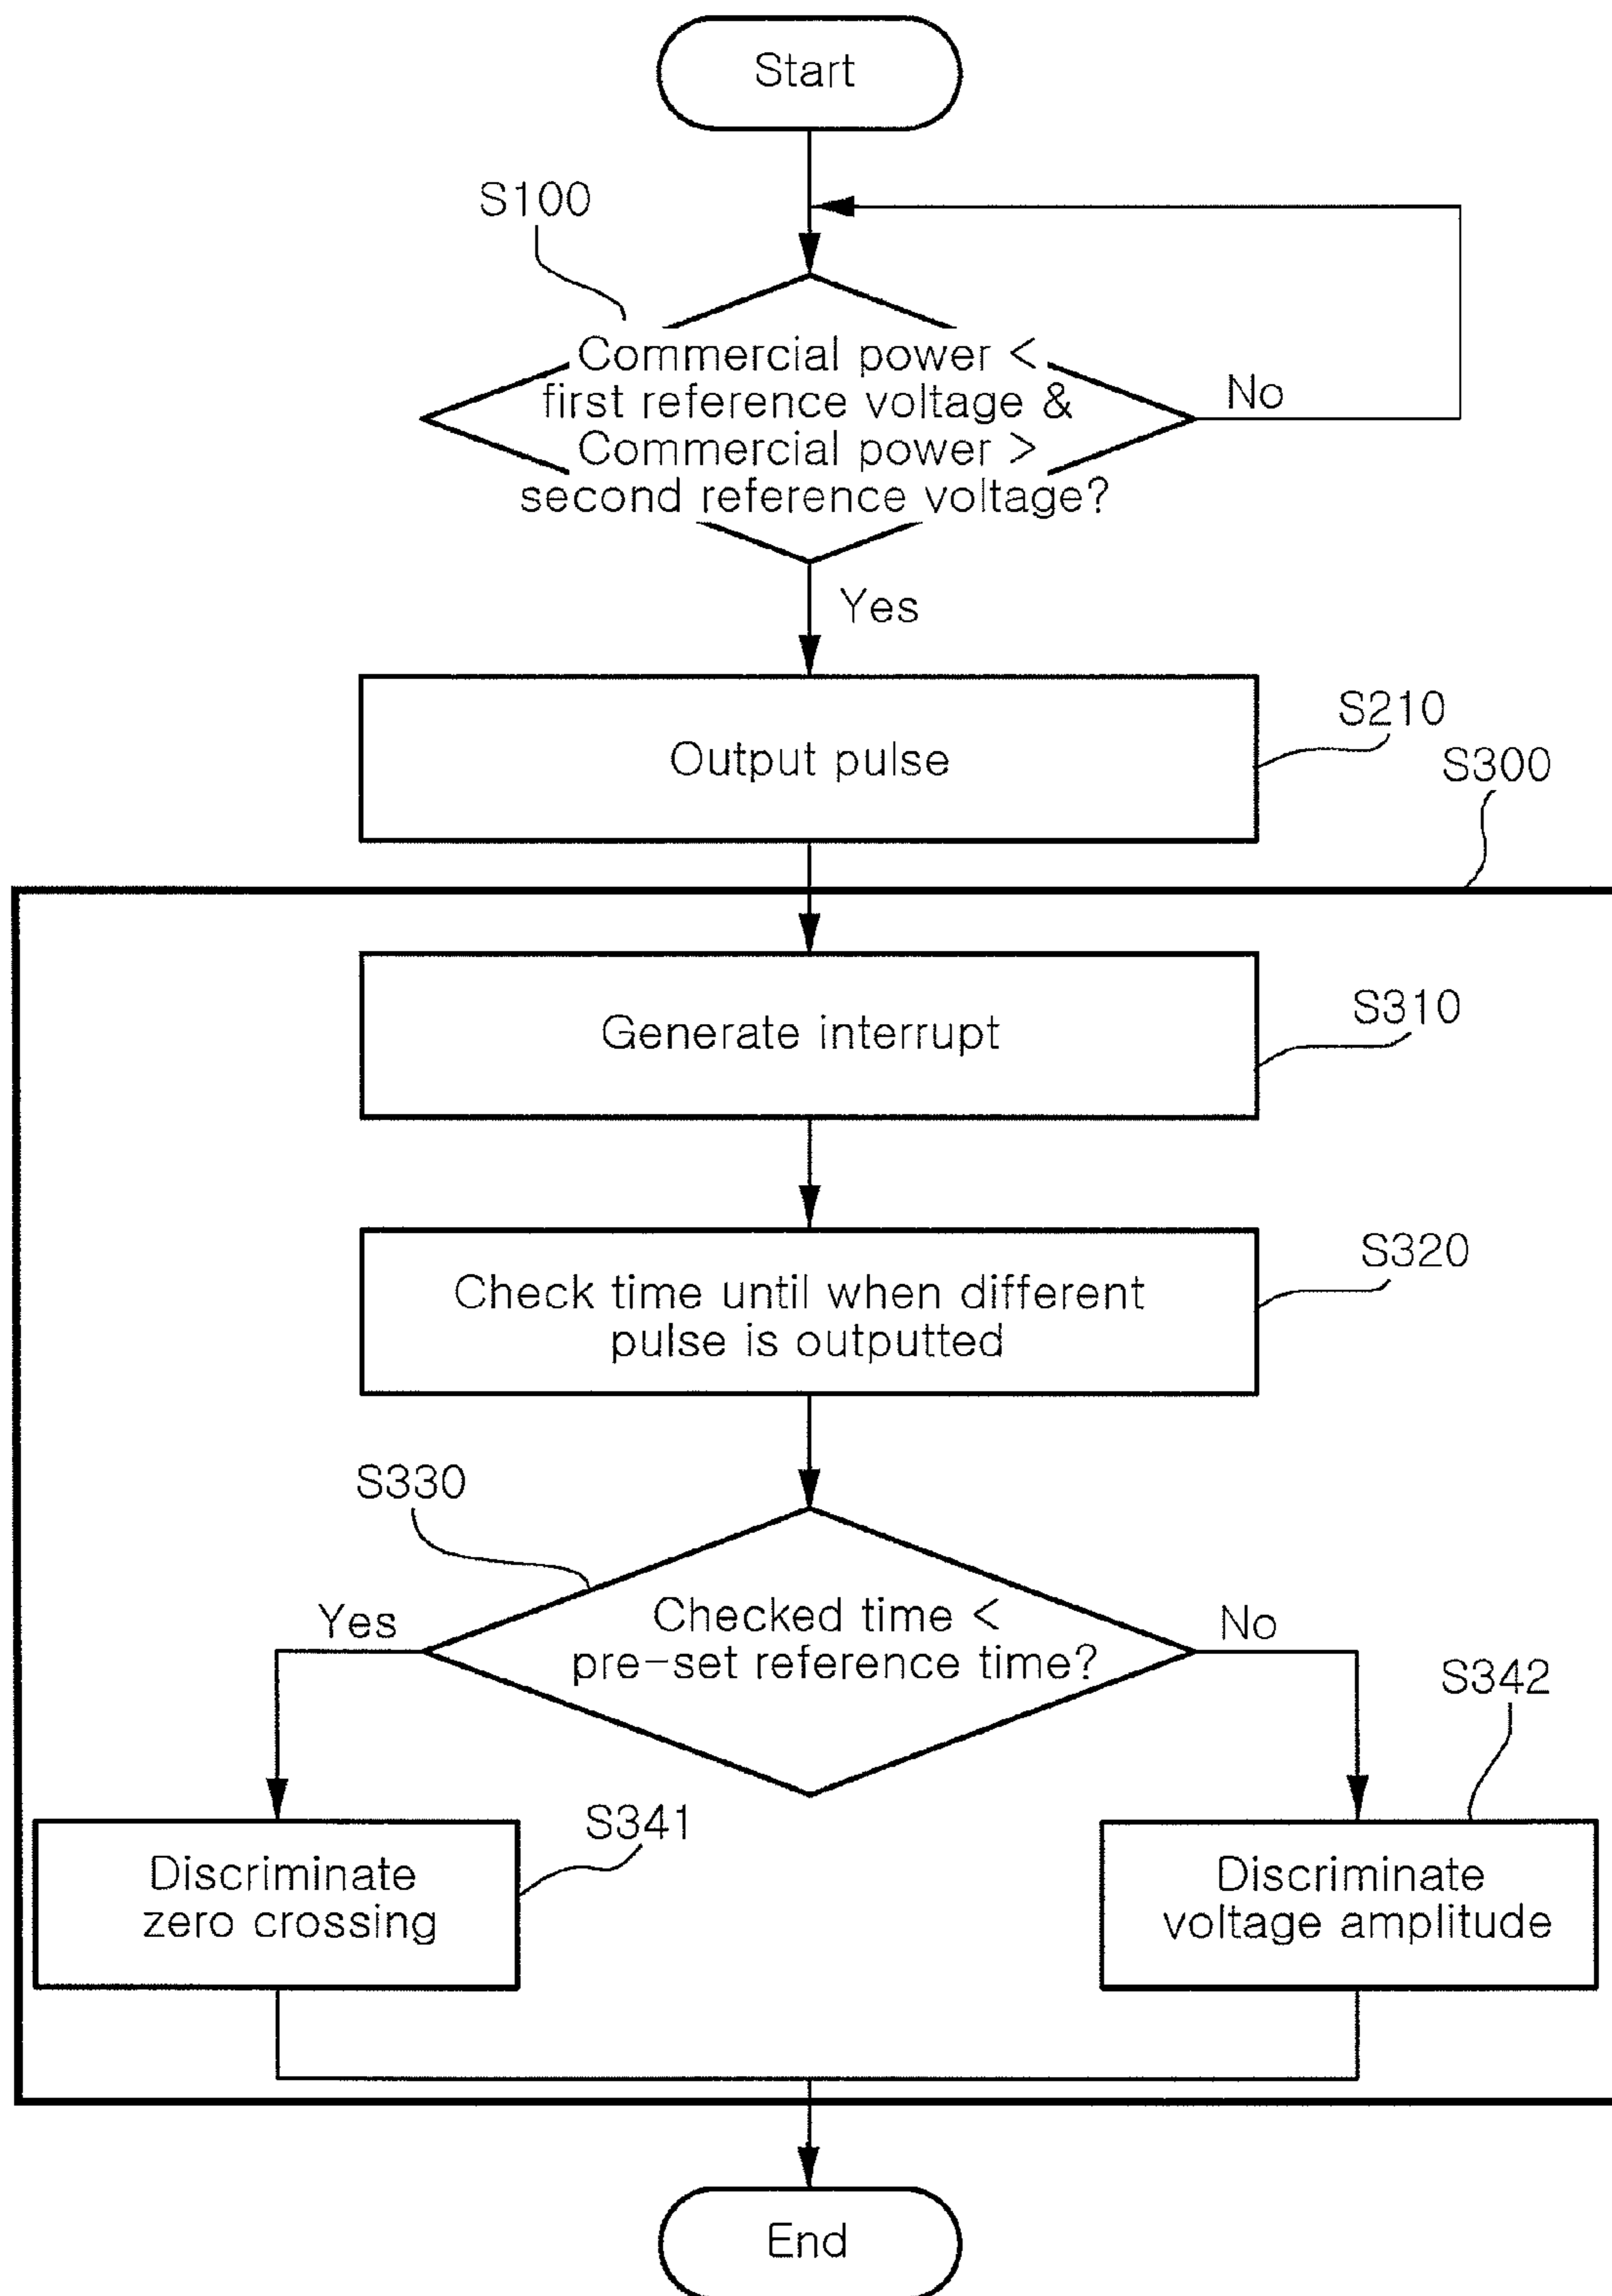 Start
S100
Commercial power <
first reference voltage &
Commercial power >
second reference voltage?
No
Yes
Output pulse
S210
S300
Generate interrupt
S310
Check time until when different
pulse is outputted
S320
S330
Checked time <
pre-set reference time?
Yes
No
S342
S341
Discriminate
zero crossing
Discriminate
voltage amplitude
End